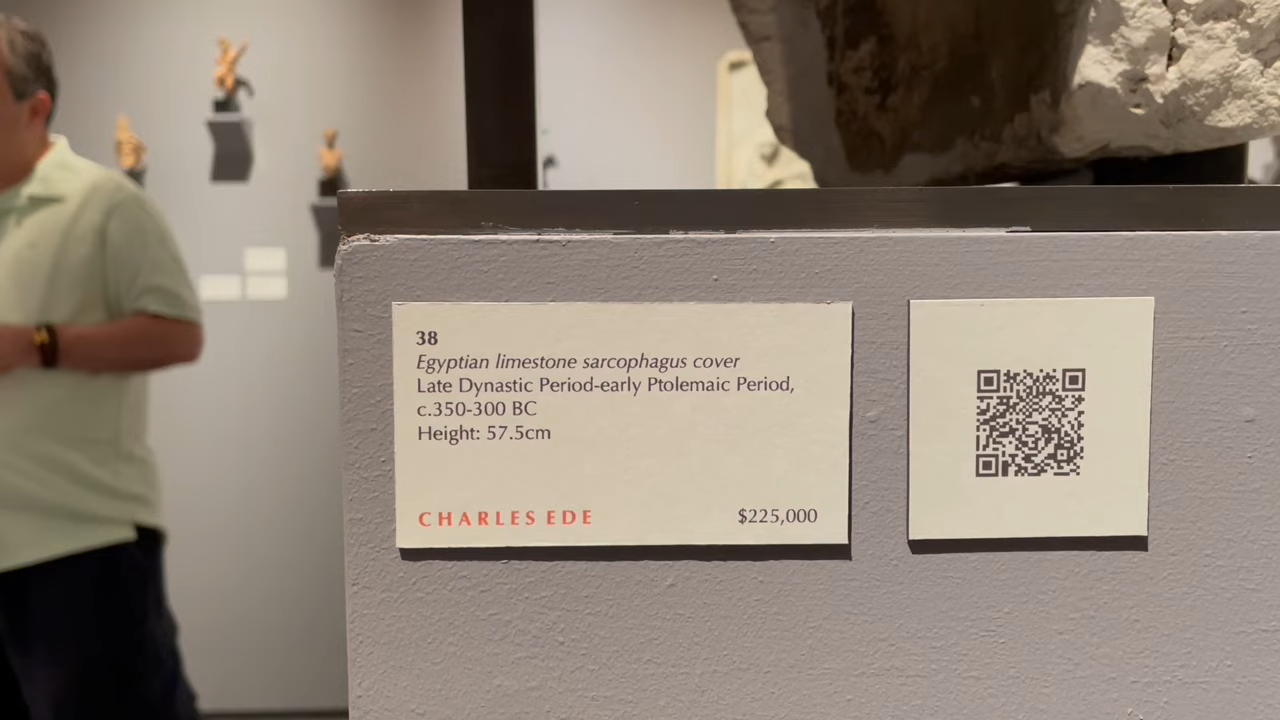 38
Egyptian limestone sarcophagus cover
Late Dynastic Period-early Ptolemaic Period,
c.350-300 BC
Height: 57.5cm
CHARLES EDE
$225,000